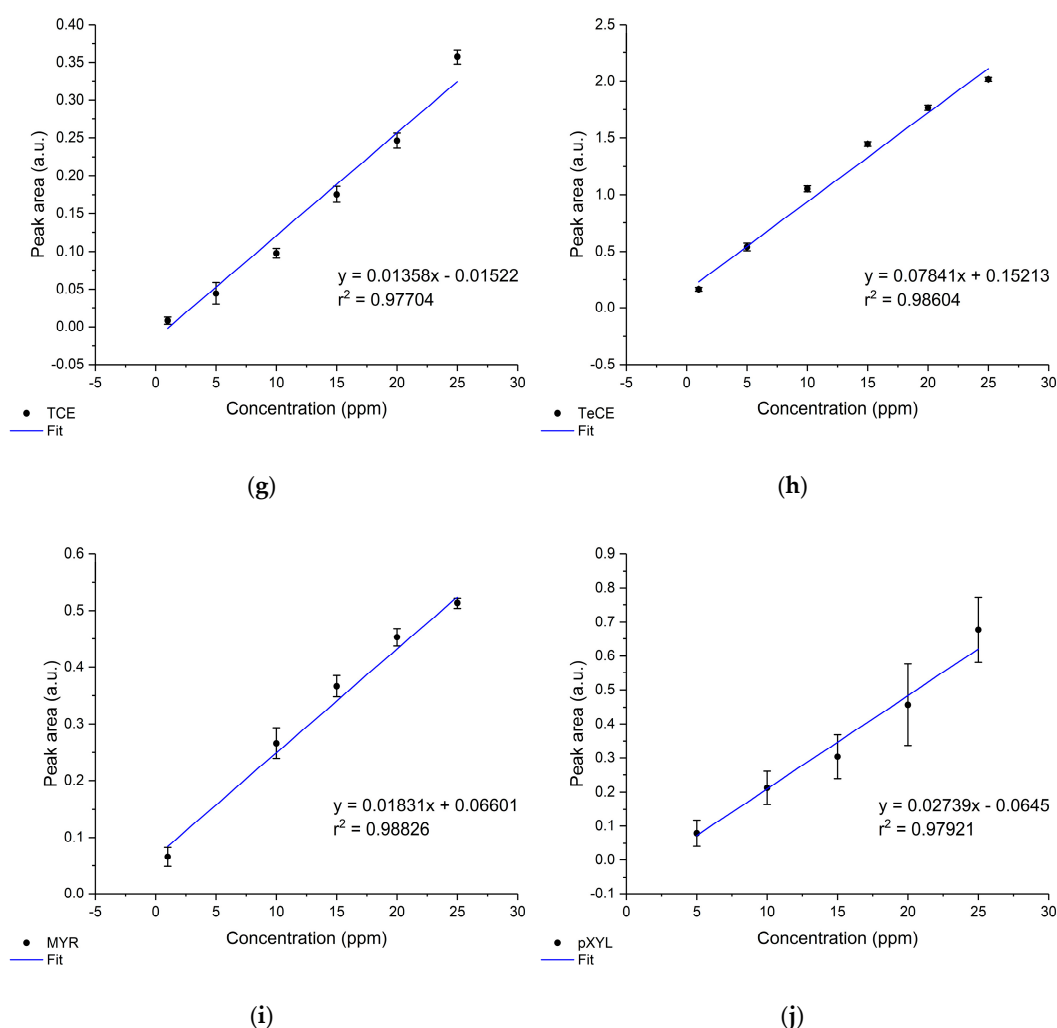 0.40
0.35
0.30
0.25
0.20
0.15
0.10
0.05
0.00
-0.05
Peak area (a.u.)
y = 0.01358x - 0.01522
r² = 0.97704
-5 0 5 10 15 20 25 30
Concentration (ppm)
TCE
Fit
(g)
2.5
2.0
1.5
1.0
0.5
0.0
-0.5
Peak area (a.u.)
y = 0.07841x + 0.15213
r² = 0.98604
-5 0 5 10 15 20 25 30
Concentration (ppm)
TeCE
Fit
(h)
0.6
0.5
0.4
0.3
0.2
0.1
0.0
Peak area (a.u.)
y = 0.01831x + 0.06601
r² = 0.98826
-5 0 5 10 15 20 25 30
Concentration (ppm)
MYR
Fit
(i)
0.9
0.8
0.7
0.6
0.5
0.4
0.3
0.2
0.1
0.0
-0.1
Peak area (a.u.)
y = 0.02739x - 0.0645
r² = 0.97921
0 5 10 15 20 25 30
Concentration (ppm)
pXYL
Fit
(j)